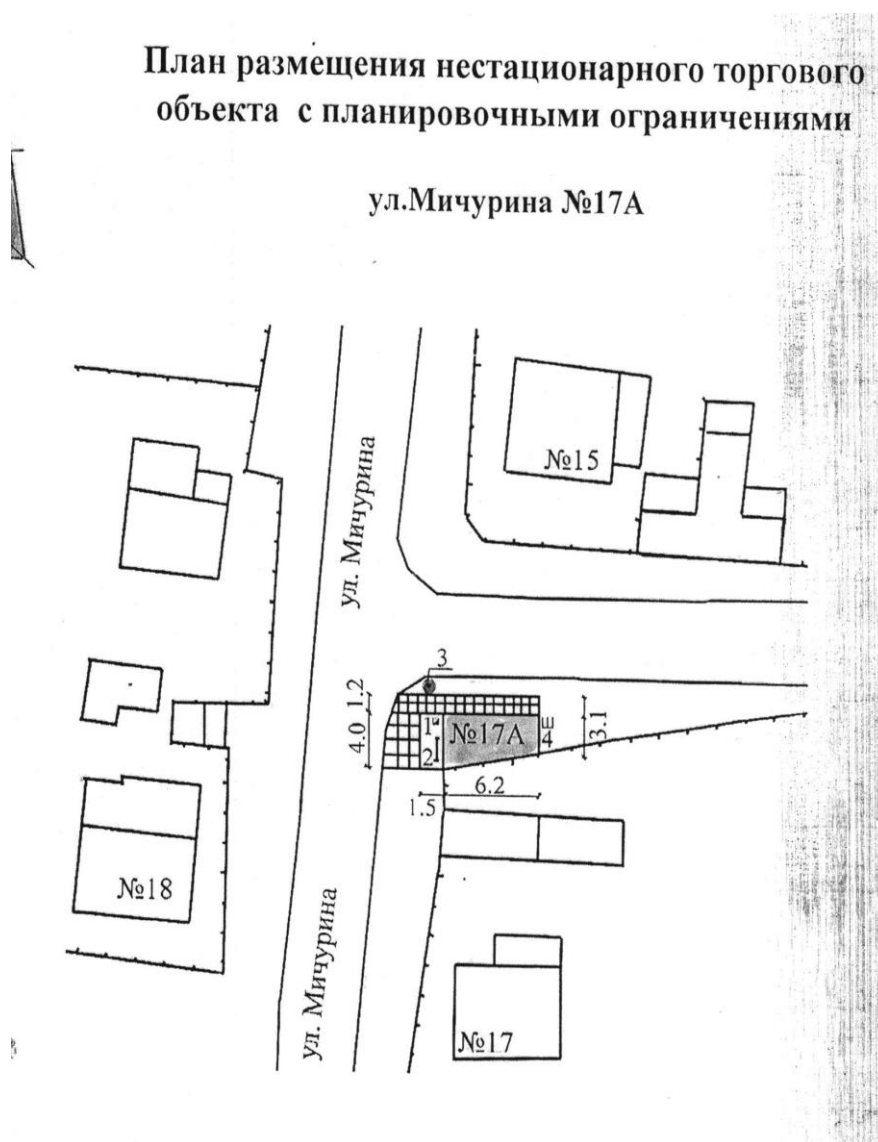 План размещения нестационарного торгового
объекта с планировочными ограничениями
ул.Мичурина №17А
№15
ул. Мичурина
3
1.2
4.0
1
2
№17А
Ш
4
3.1
6.2
1.5
№18
ул. Мичурина
№17